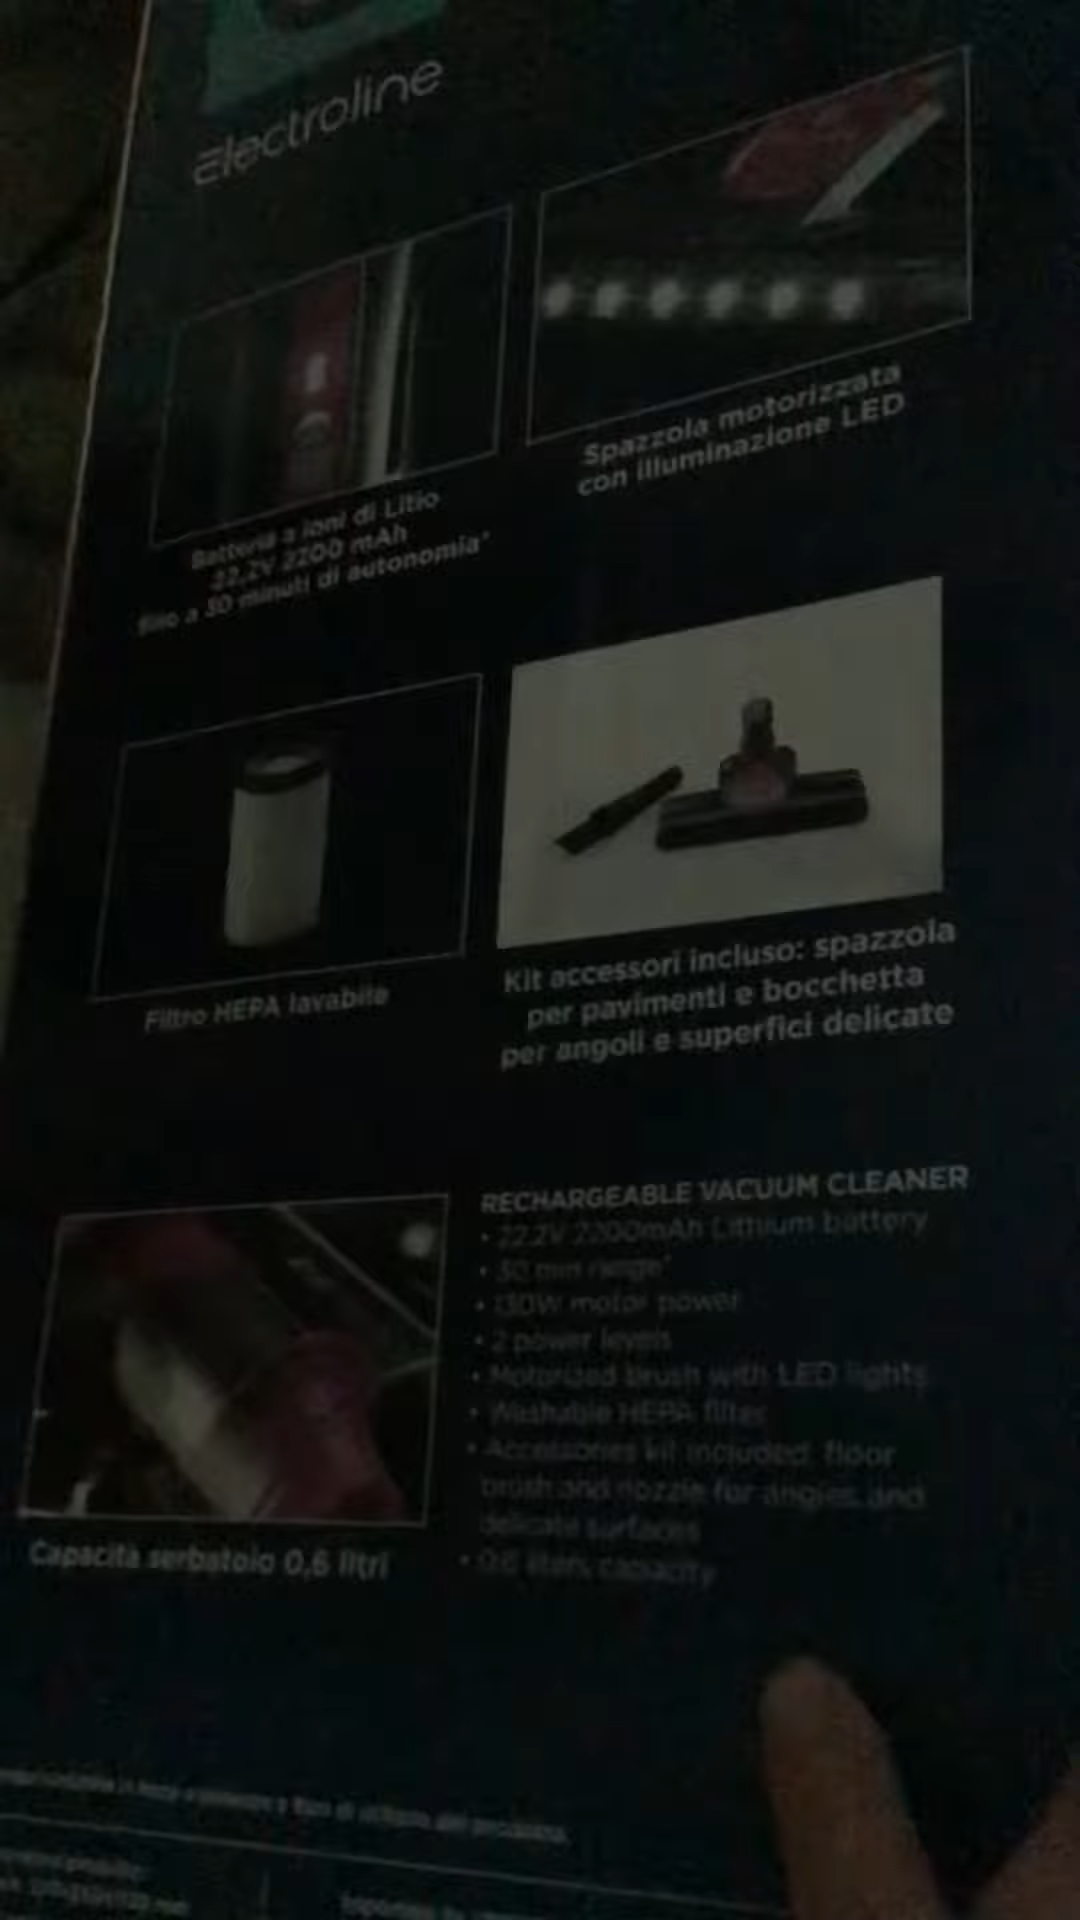 Electroline
Spazzola motorizzata
con illuminazione LED
Batteria a ioni di Litio
22,2V 2200 mAh
fino a 30 minuti di autonomia*
Filtro HEPA lavabile
Kit accessori incluso: spazzola
per pavimenti e bocchetta
per angoli e superfici delicate
Capacità serbatoio 0,6 litri
RECHARGEABLE VACUUM CLEANER
• 22.2V 2200mAh Lithium battery
• 30 min range*
• 130W motor power
• 2 power levels
• Motorized brush with LED lights
• Washable HEPA filter
• Accessories kit included: floor
brush and nozzle for angles and
delicate surfaces
• 0.6 liters capacity